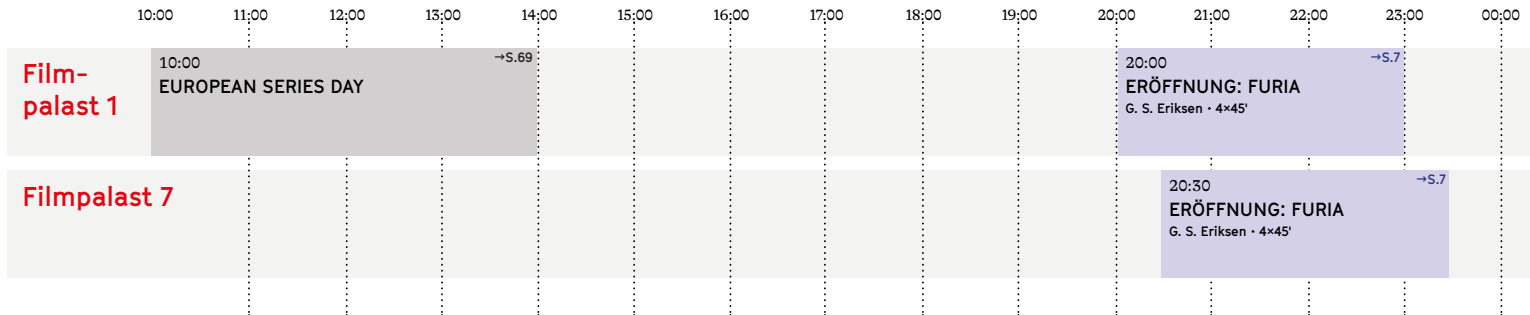 10:00 11:00 12:00 13:00 14:00 15:00 16:00 17:00 18:00 19:00 20:00 21:00 22:00 23:00 00:00
Film-
palast 1
10:00 →S.69
EUROPEAN SERIES DAY
20:00 →S.7
ERÖFFNUNG: FURIA
G. S. Eriksen · 4×45'
Filmpalast 7
20:30 →S.7
ERÖFFNUNG: FURIA
G. S. Eriksen · 4×45'